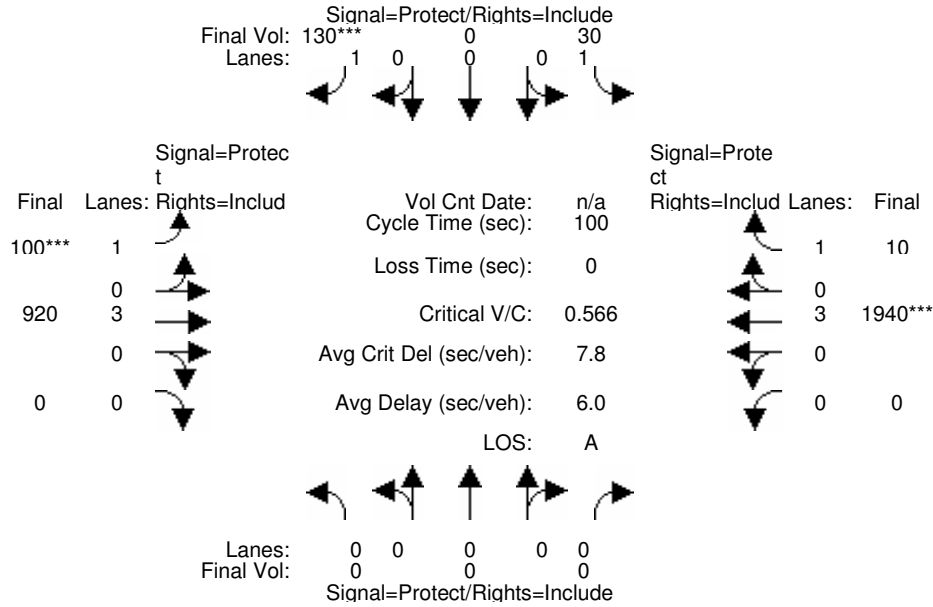 Signal=Protect/Rights=Include
Final Vol: 130*** 0 30
Lanes: 1 0 0 0 1
Signal=Protec
t
Signal=Prote
ct
Final Lanes: Rights=Includ Vol Cnt Date: n/a Rights=Includ Lanes: Final
Cycle Time (sec): 100
100*** 1 1 10
Loss Time (sec): 0
0 0
920 3 Critical V/C: 0.566 3 1940***
0 Avg Crit Del (sec/veh): 7.8 0
0 0 Avg Delay (sec/veh): 6.0 0 0
LOS: A
Lanes: 0 0 0 0 0
Final Vol: 0 0 0
Signal=Protect/Rights=Include